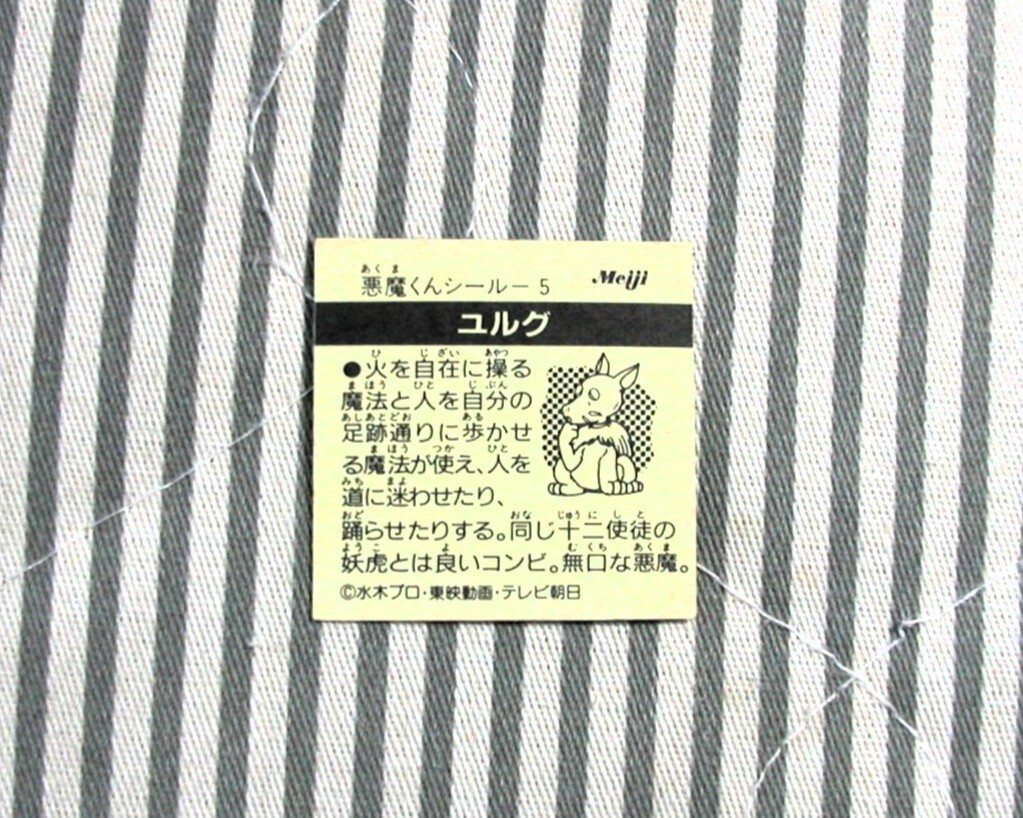 悪魔くんシール－5 Meiji
ユルグ
●火を自在に操る
魔法と人を自分の
足跡通りに歩かせ
る魔法が使え、人を
道に迷わせたり、
踊らせたりする。同じ十二使徒の
妖虎とは良いコンビ。無口な悪魔。
©水木プロ・東映動画・テレビ朝日